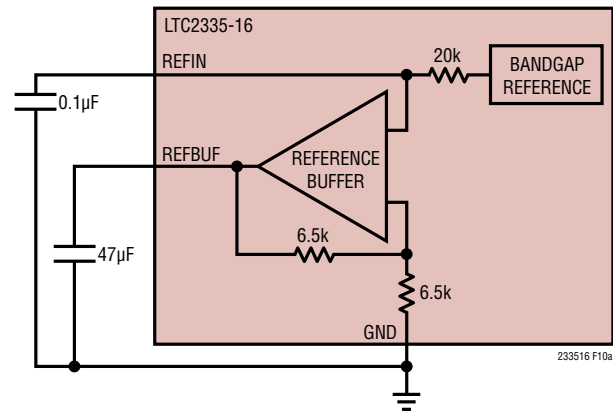 LTC2335-16
REFIN
20k
BANDGAP
REFERENCE
0.1µF
REFBUF
REFERENCE
BUFFER
6.5k
47µF
6.5k
GND
233516 F10a